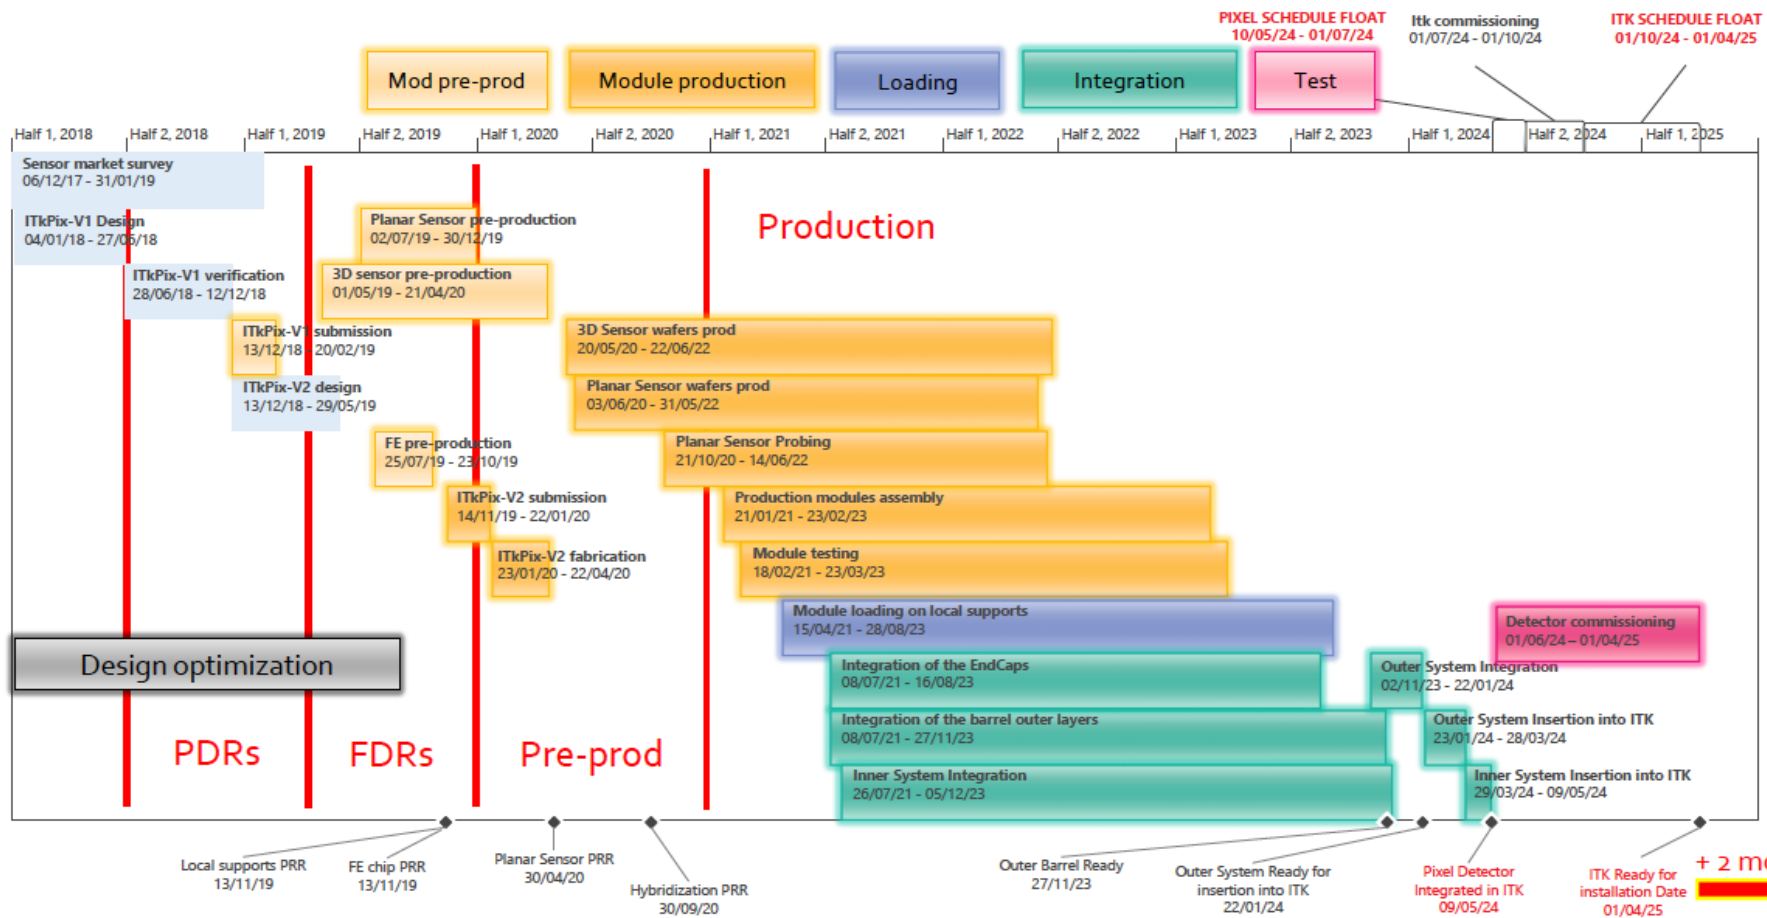 PIXEL SCHEDULE FLOAT
10/05/24 - 01/07/24
Itk commissioning
01/07/24 - 01/10/24
ITK SCHEDULE FLOAT
01/10/24 - 01/04/25
Mod pre-prod
Module production
Loading
Integration
Test
Half 1, 2018
Half 2, 2018
Half 1, 2019
Half 2, 2019
Half 1, 2020
Half 2, 2020
Half 1, 2021
Half 2, 2021
Half 1, 2022
Half 2, 2022
Half 1, 2023
Half 2, 2023
Half 1, 2024
Half 2, 2024
Half 1, 2025
Sensor market survey
06/12/17 - 31/01/19
ITkPix-V1 Design
04/01/18 - 27/06/18
Planar Sensor pre-production
02/07/19 - 30/12/19
Production
ITkPix-V1 verification
28/06/18 - 12/12/18
3D sensor pre-production
01/05/19 - 21/04/20
ITkPix-V1 submission
13/12/18 - 20/02/19
3D Sensor wafers prod
20/05/20 - 22/06/22
ITkPix-V2 design
13/12/18 - 29/05/19
Planar Sensor wafers prod
03/06/20 - 31/05/22
FE pre-production
25/07/19 - 23/10/19
Planar Sensor Probing
21/10/20 - 14/06/22
ITkPix-V2 submission
14/11/19 - 22/01/20
Production modules assembly
21/01/21 - 23/02/23
ITkPix-V2 fabrication
23/01/20 - 22/04/20
Module testing
18/02/21 - 23/03/23
Module loading on local supports
15/04/21 - 28/08/23
Detector commissioning
01/06/24 – 01/04/25
Design optimization
Integration of the EndCaps
08/07/21 - 16/08/23
Outer System Integration
02/11/23 - 22/01/24
Integration of the barrel outer layers
08/07/21 - 27/11/23
Outer System Insertion into ITK
23/01/24 - 28/03/24
PDRs
FDRs
Pre-prod
Inner System Integration
26/07/21 - 05/12/23
Inner System Insertion into ITK
29/03/24 - 09/05/24
Local supports PRR
13/11/19
FE chip PRR
13/11/19
Planar Sensor PRR
30/04/20
Hybridization PRR
30/09/20
Outer Barrel Ready
27/11/23
Outer System Ready for
insertion into ITK
22/01/24
Pixel Detector
Integrated in ITK
09/05/24
ITK Ready for
installation Date
01/04/25
+ 2